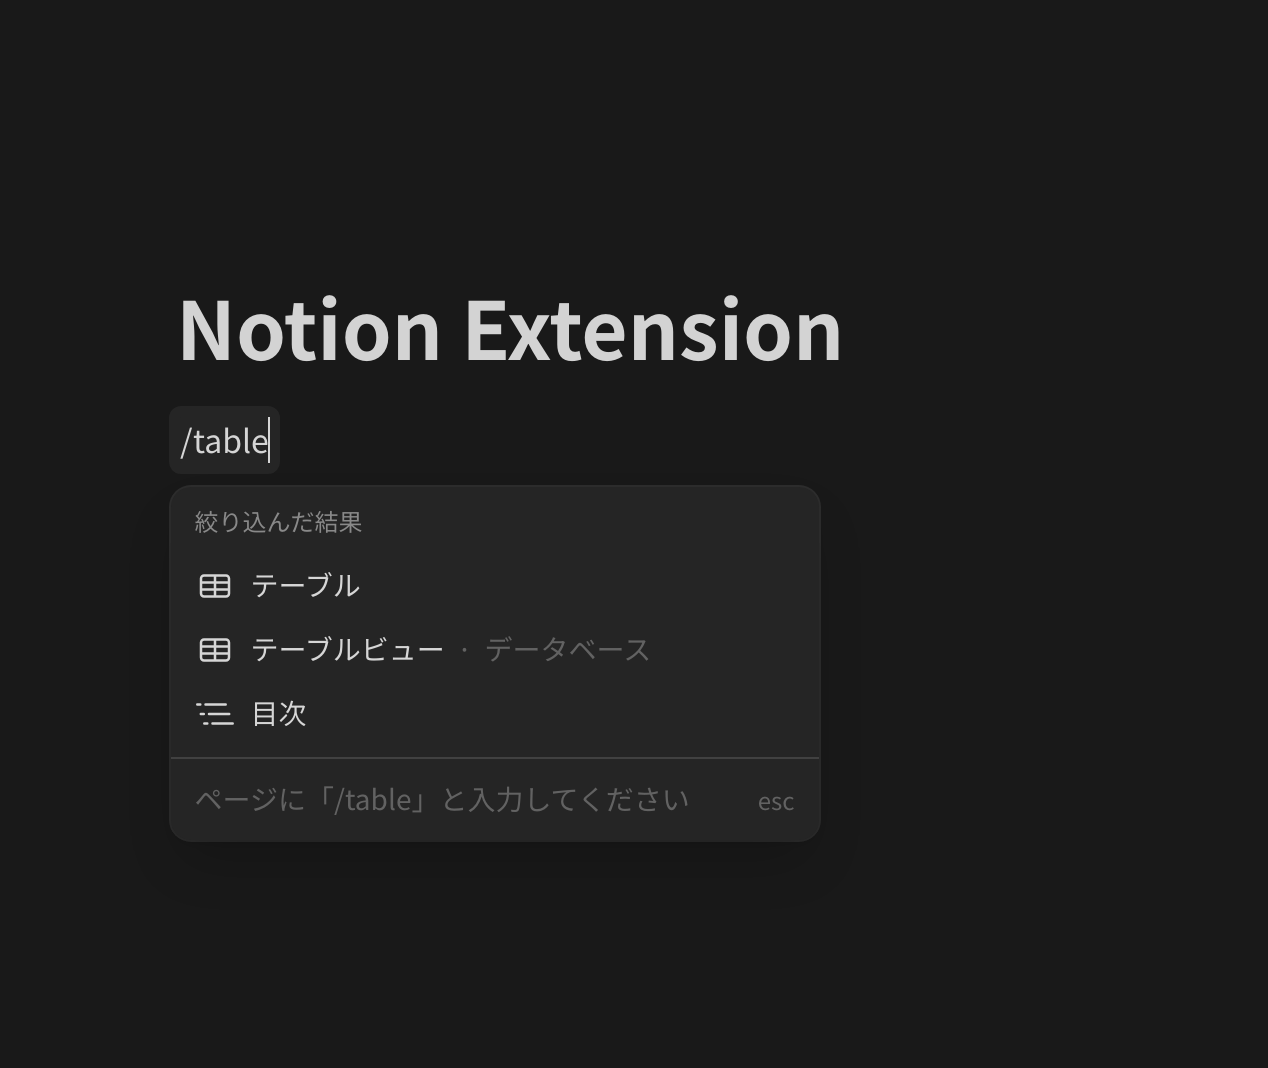 Notion Extension
/table
絞り込んだ結果
テーブル
テーブルビュー · データベース
目次
ページに「/table」と入力してください esc